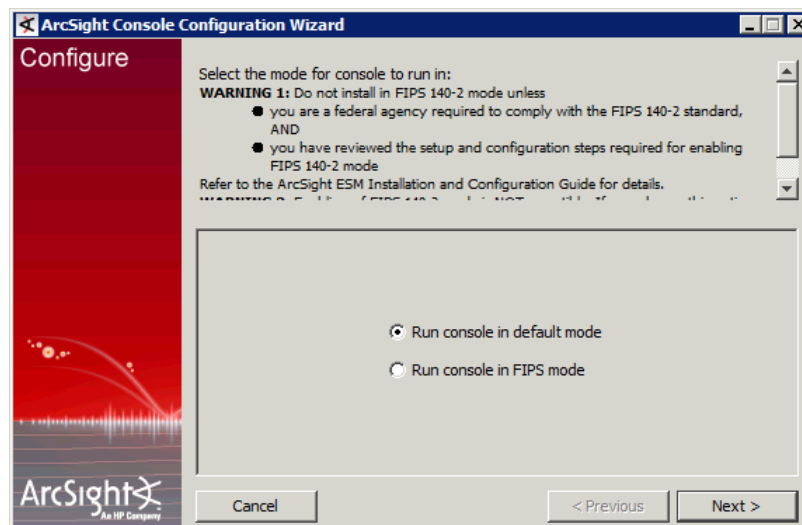 ArcSight Console Configuration Wizard
Configure
Select the mode for console to run in:
WARNING 1: Do not install in FIPS 140-2 mode unless
● you are a federal agency required to comply with the FIPS 140-2 standard,
AND
● you have reviewed the setup and configuration steps required for enabling
FIPS 140-2 mode
Refer to the ArcSight ESM Installation and Configuration Guide for details.
Run console in default mode
Run console in FIPS mode
ArcSight
An HP Company
Cancel
< Previous
Next >